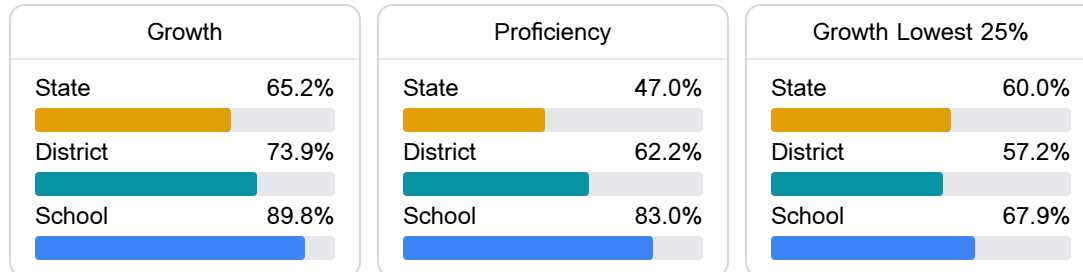 Growth
State 65.2%
District 73.9%
School 89.8%
Proficiency
State 47.0%
District 62.2%
School 83.0%
Growth Lowest 25%
State 60.0%
District 57.2%
School 67.9%